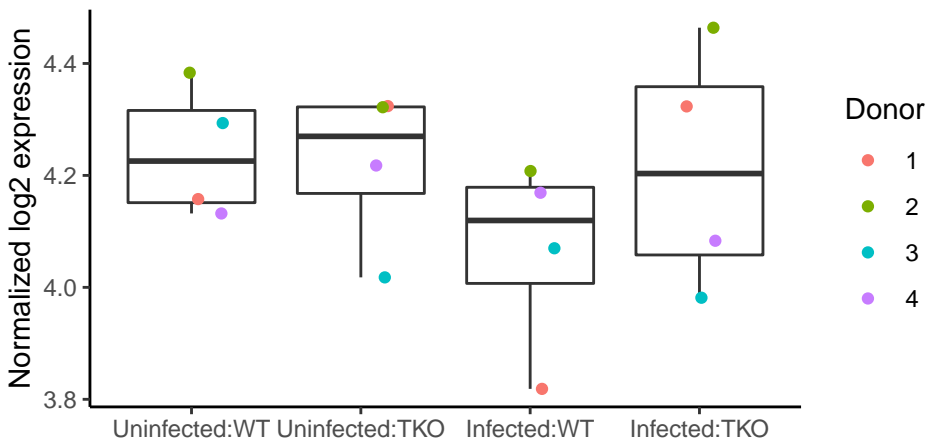 Normalized log2 expression
4.4
4.2
4.0
3.8
Uninfected:WT Uninfected:TKO Infected:WT Infected:TKO
Donor
1
2
3
4